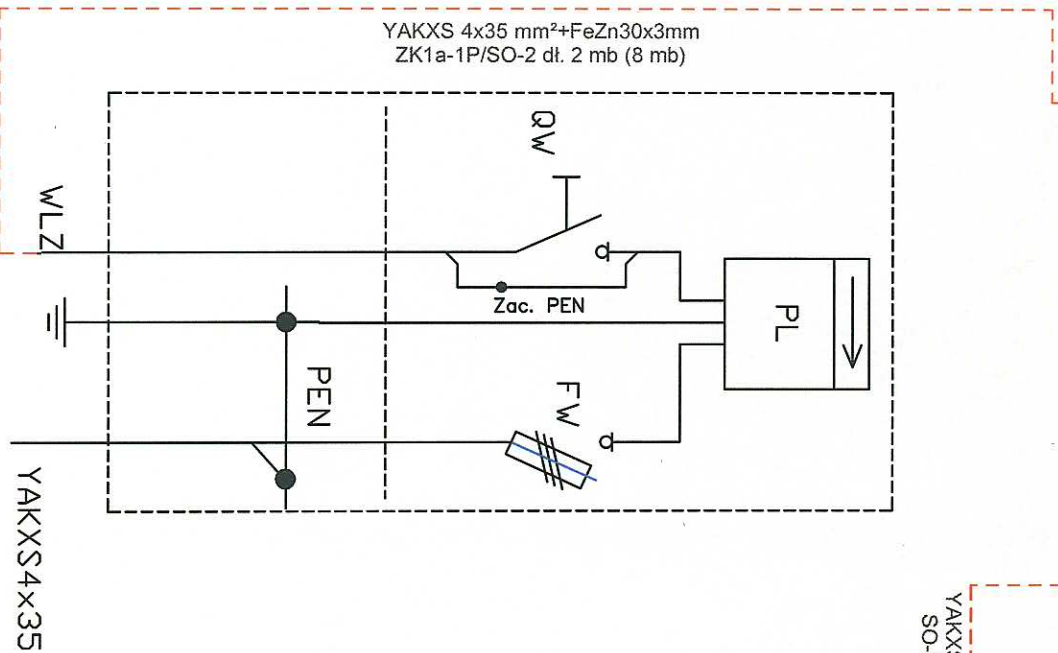 YAKXS 4x35 mm²+FeZn30x3mm
ZK1a-1P/SO-2 dł. 2 mb (8 mb)
QW
WLZ
Zac. PEN
PL
PEN
FW
YAKXS4x35
SO-